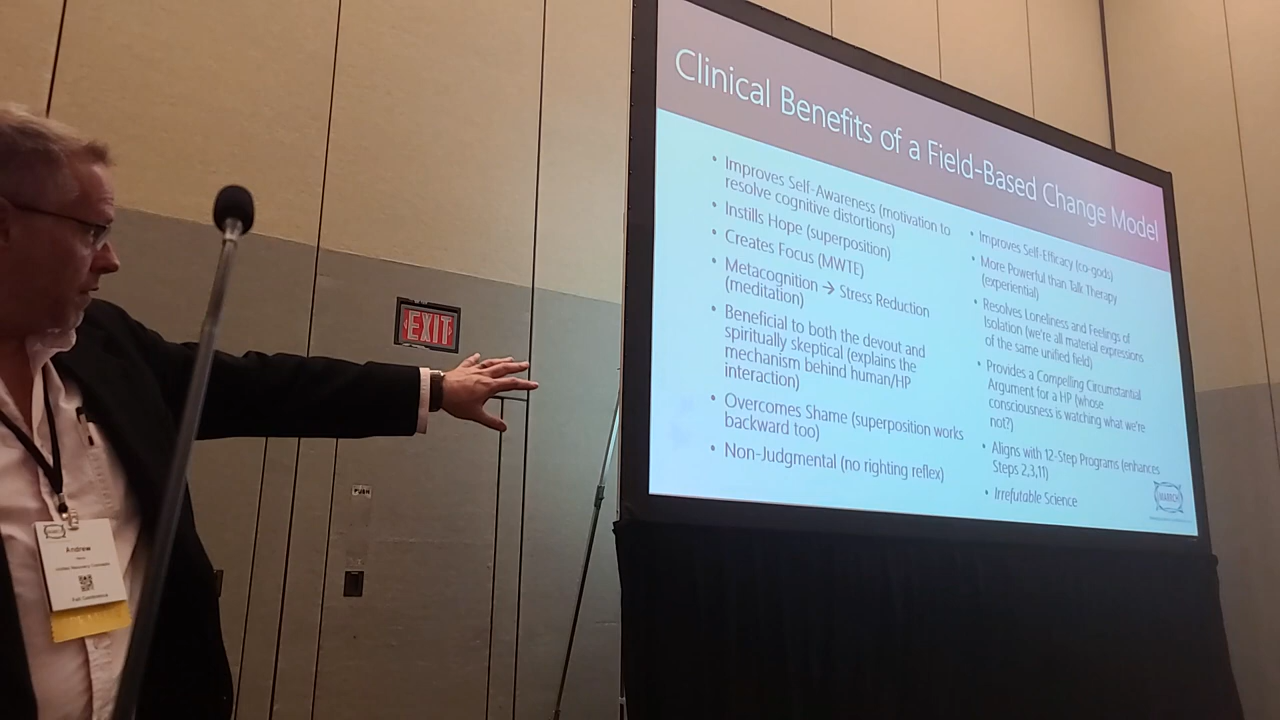 Clinical Benefits of a Field-Based Change Model
• Improves Self-Awareness (motivation to
resolve cognitive distortions)
• Instills Hope (superposition)
• Creates Focus (MWTE)
• Metacognition → Stress Reduction
(meditation)
• Beneficial to both the devout and
spiritually skeptical (explains the
mechanism behind human/HP
interaction)
• Overcomes Shame (superposition works
backward too)
• Non-Judgmental (no righting reflex)
• Improves Self-Efficacy (co-gods)
• More Powerful than Talk Therapy
(experiential)
• Resolves Loneliness and Feelings of
Isolation (we're all material expressions
of the same unified field)
• Provides a Compelling Circumstantial
Argument for a HP (whose
consciousness is watching what we're
not?)
• Aligns with 12-Step Programs (enhances
Steps 2,3,11)
• Irrefutable Science
MARRCH
EXIT
PUSH
Andrew
Full Conference